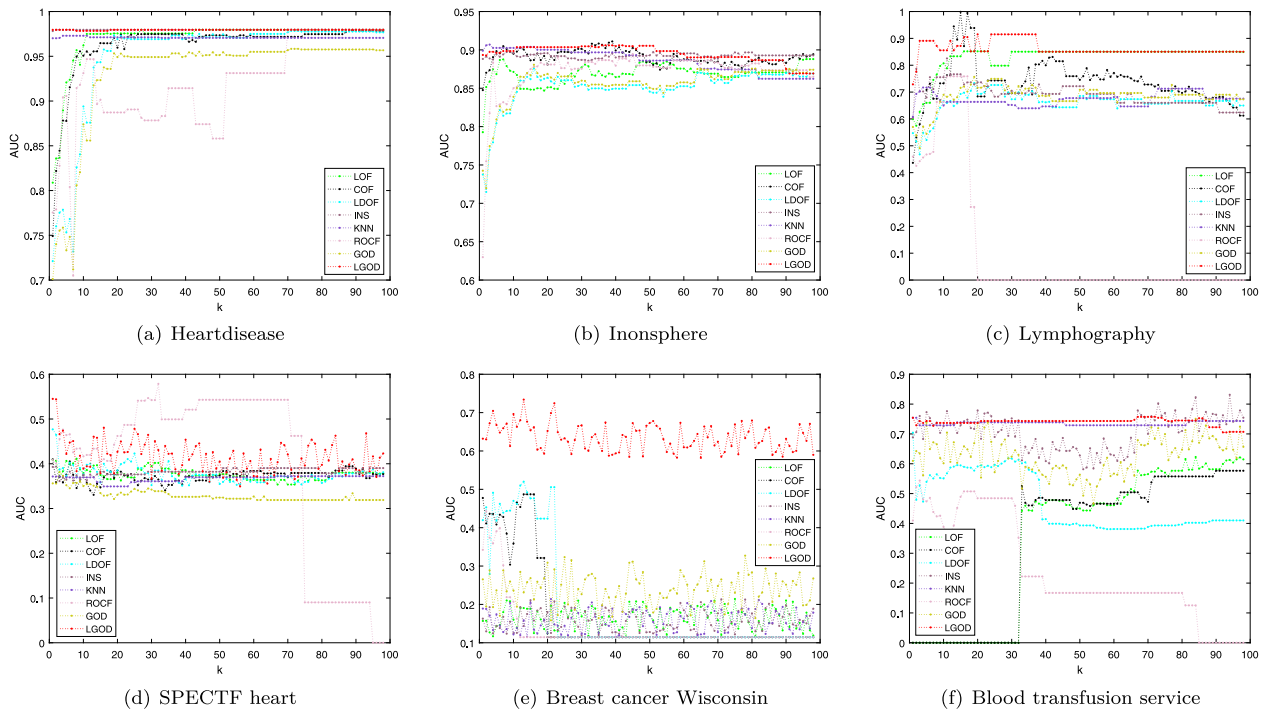 1
0.95
0.9
0.85
0.8
0.75
0.7
AUC
0 10 20 30 40 50 60 70 80 90 100
k
LOF
COF
LDOF
INS
KNN
ROCF
GOD
LGOD
(a) Heartdisease
0.95
0.9
0.85
0.8
0.75
0.7
0.65
0.6
AUC
0 10 20 30 40 50 60 70 80 90 100
k
LOF
COF
LDOF
INS
KNN
ROCF
GOD
LGOD
(b) Inonsphere
1
0.9
0.8
0.7
0.6
0.5
0.4
0.3
0.2
0.1
0
AUC
0 10 20 30 40 50 60 70 80 90 100
k
LOF
COF
LDOF
INS
KNN
ROCF
GOD
LGOD
(c) Lymphography
0.6
0.5
0.4
0.3
0.2
0.1
0
AUC
0 10 20 30 40 50 60 70 80 90 100
k
LOF
COF
LDOF
INS
KNN
ROCF
GOD
LGOD
(d) SPECTF heart
0.8
0.7
0.6
0.5
0.4
0.3
0.2
0.1
AUC
0 10 20 30 40 50 60 70 80 90 100
k
LOF
COF
LDOF
INS
KNN
ROCF
GOD
LGOD
(e) Breast cancer Wisconsin
0.9
0.8
0.7
0.6
0.5
0.4
0.3
0.2
0.1
0
AUC
0 10 20 30 40 50 60 70 80 90 100
k
LOF
COF
LDOF
INS
KNN
ROCF
GOD
LGOD
(f) Blood transfusion service